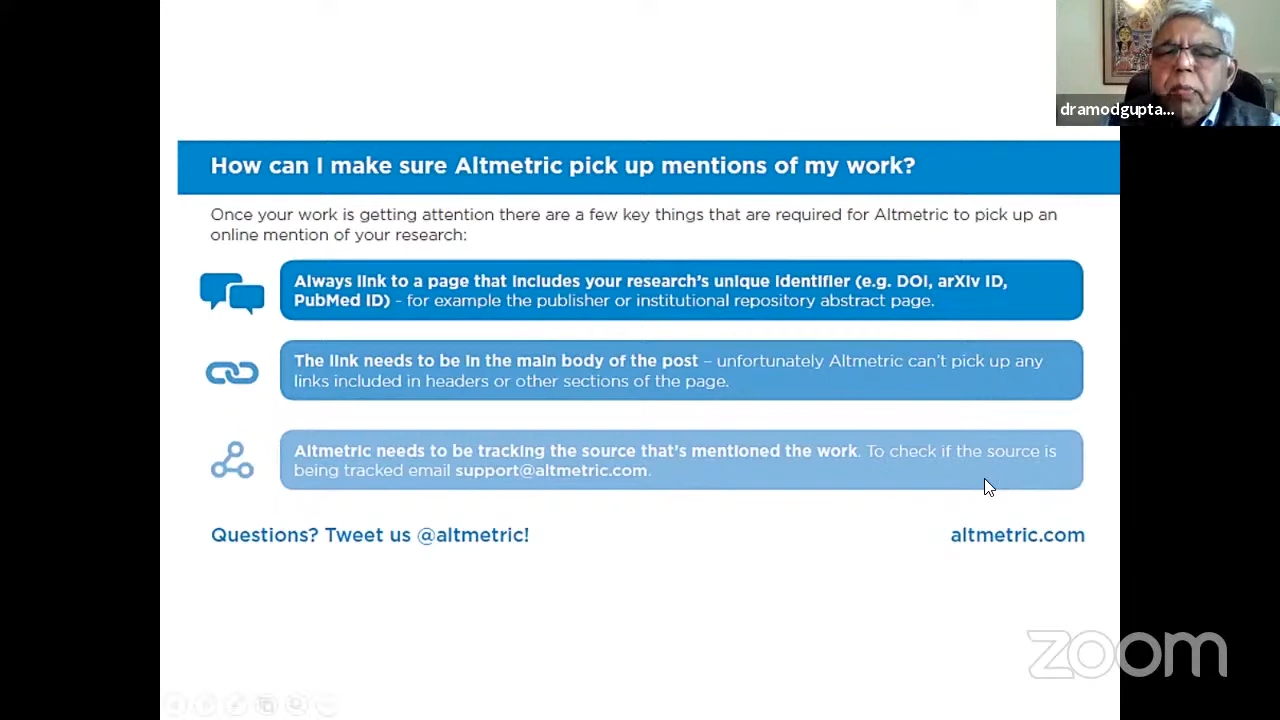 dramodgupta...
How can I make sure Altmetric pick up mentions of my work?
Once your work is getting attention there are a few key things that are required for Altmetric to pick up an
online mention of your research:
Always link to a page that includes your research's unique identifier (e.g. DOI, arXiv ID,
PubMed ID) - for example the publisher or institutional repository abstract page.
The link needs to be in the main body of the post – unfortunately Altmetric can't pick up any
links included in headers or other sections of the page.
Altmetric needs to be tracking the source that's mentioned the work. To check if the source is
being tracked email support@altmetric.com.
Questions? Tweet us @altmetric!
altmetric.com
zoom